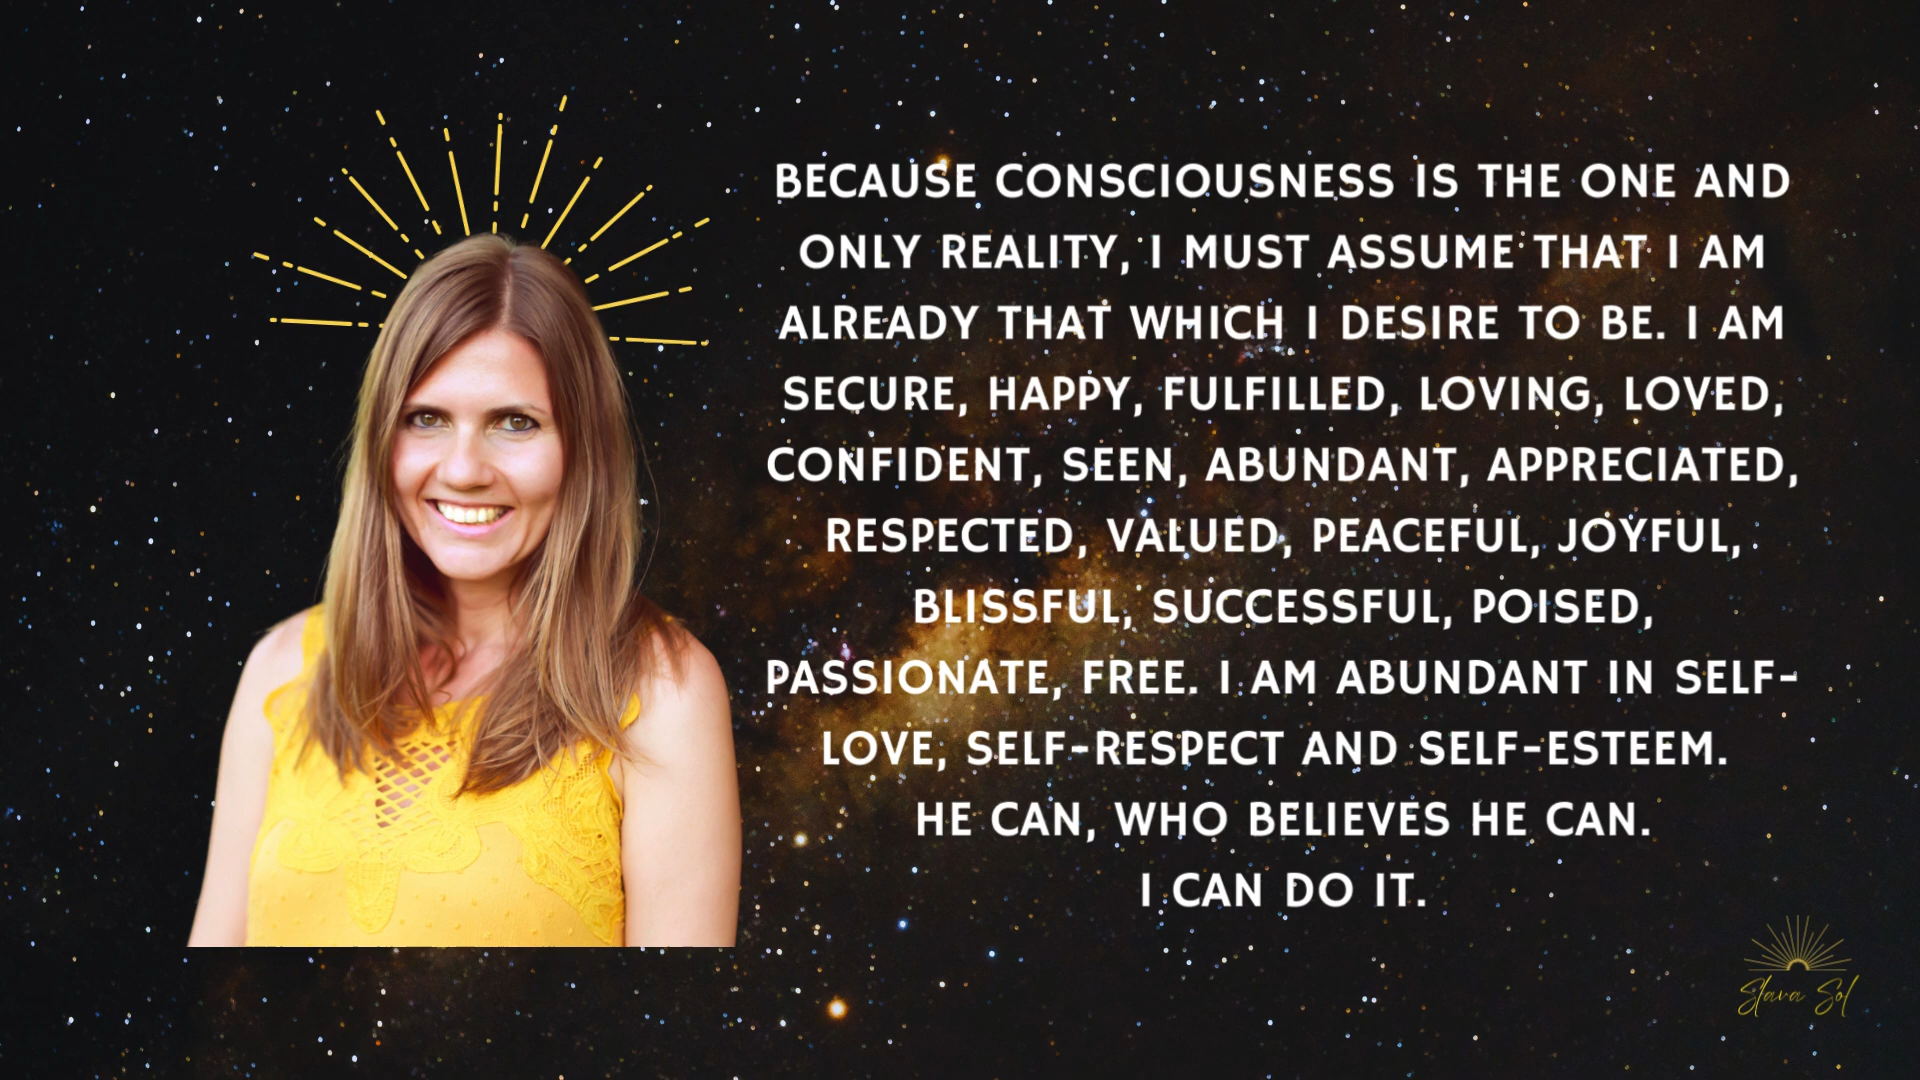 BECAUSE CONSCIOUSNESS IS THE ONE AND
ONLY REALITY, I MUST ASSUME THAT I AM
ALREADY THAT WHICH I DESIRE TO BE. I AM
SECURE, HAPPY, FULFILLED, LOVING, LOVED,
CONFIDENT, SEEN, ABUNDANT, APPRECIATED,
RESPECTED, VALUED, PEACEFUL, JOYFUL,
BLISSFUL, SUCCESSFUL, POISED,
PASSIONATE, FREE. I AM ABUNDANT IN SELF-
LOVE, SELF-RESPECT AND SELF-ESTEEM.
HE CAN, WHO BELIEVES HE CAN.
I CAN DO IT.
Slava Sol